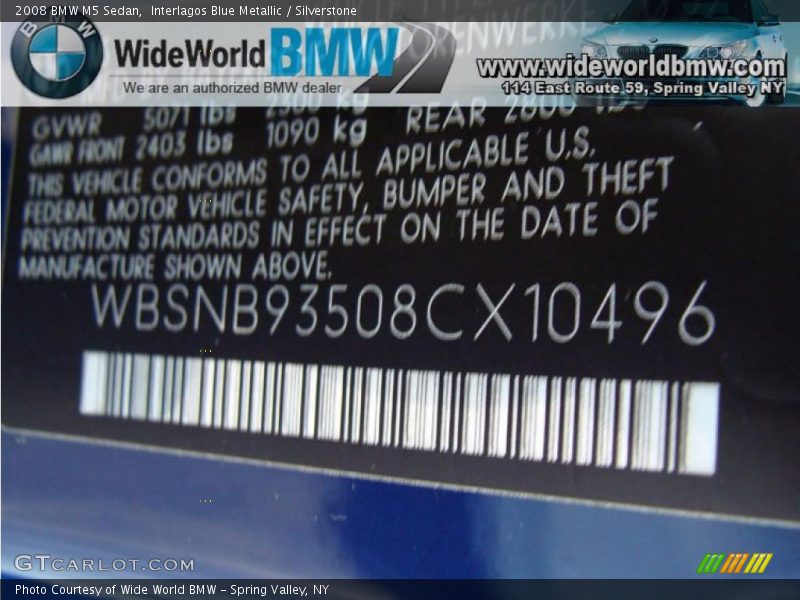 2008 BMW M5 Sedan, Interlagos Blue Metallic / Silverstone
BMW
WideWorld BMW
We are an authorized BMW dealer
www.wideworldbmw.com
114 East Route 59, Spring Valley NY
GVWR 5071 lbs 2300 kg
GAWR FRONT 2403 lbs 1090 kg REAR
THIS VEHICLE CONFORMS TO ALL APPLICABLE U.S.
FEDERAL MOTOR VEHICLE SAFETY, BUMPER AND THEFT
PREVENTION STANDARDS IN EFFECT ON THE DATE OF
MANUFACTURE SHOWN ABOVE.
WBSNB93508CX10496
GTCARLOT.COM
Photo Courtesy of Wide World BMW - Spring Valley, NY